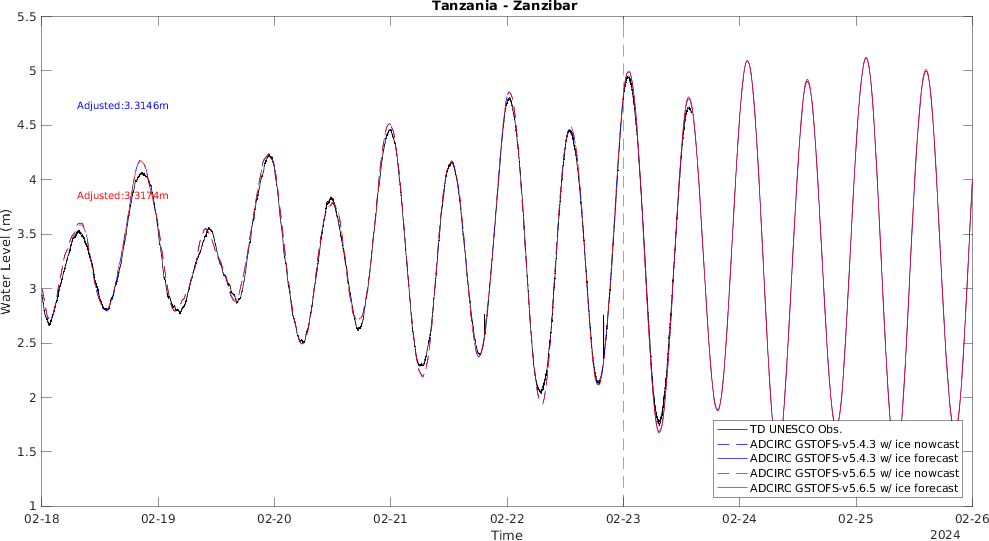 Tanzania - Zanzibar
5.5
5
4.5
4
3.5
3
2.5
2
1.5
1
Water Level (m)
Adjusted:3.3146m
Adjusted:3.3174m
TD UNESCO Obs.
ADCIRC GSTOFS-v5.4.3 w/ ice nowcast
ADCIRC GSTOFS-v5.4.3 w/ ice forecast
ADCIRC GSTOFS-v5.6.5 w/ ice nowcast
ADCIRC GSTOFS-v5.6.5 w/ ice forecast
02-18 02-19 02-20 02-21 02-22 02-23 02-24 02-25 02-26
Time
2024